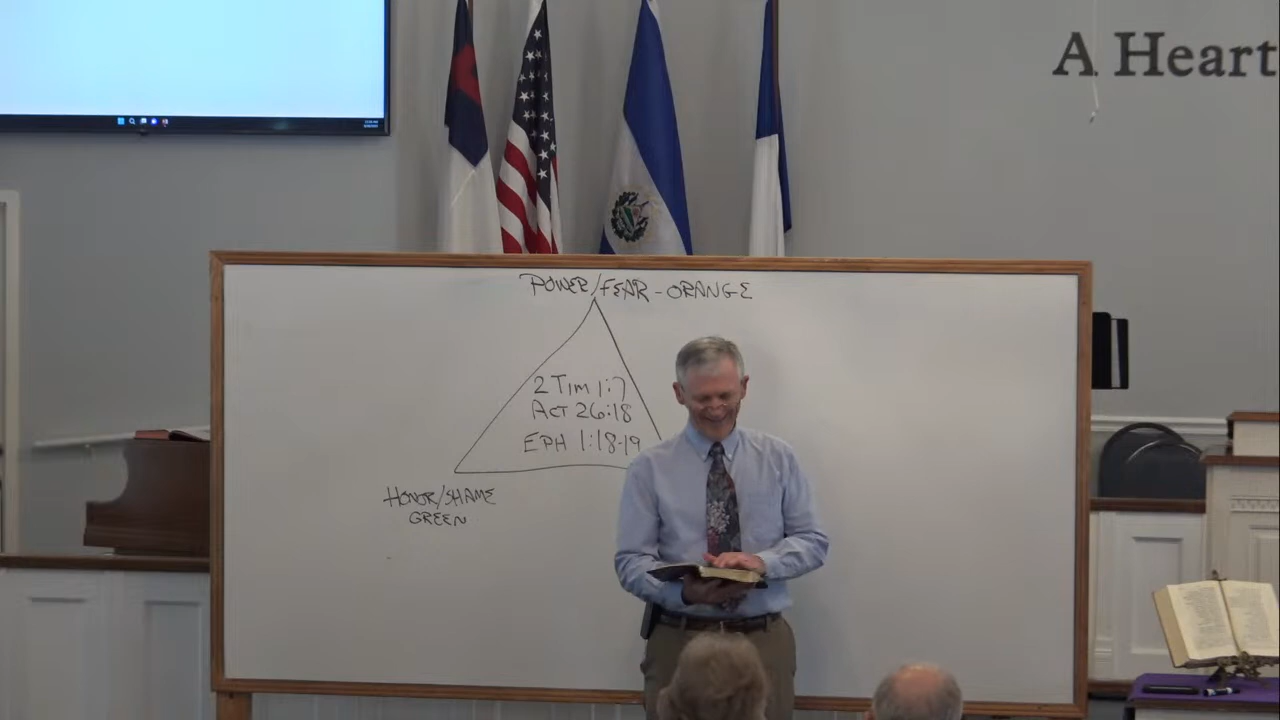 A Heart
POWER/FEAR - ORANGE
2 TIM 1:7
ACT 26:18
EPH 1:18-19
HONOR/SHAME
GREEN